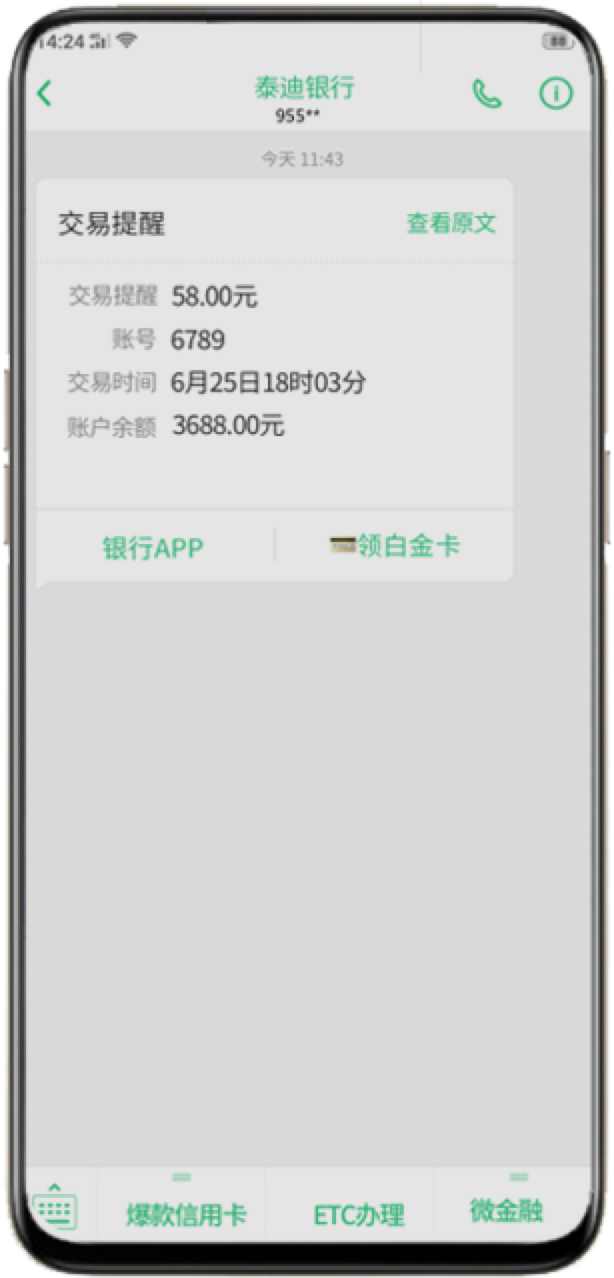 14:24
88
泰迪银行
955**
今天 11:43
交易提醒
查看原文
交易提醒 58.00元
账号 6789
交易时间 6月25日18时03分
账户余额 3688.00元
银行APP
领白金卡
爆款信用卡
ETC办理
微金融